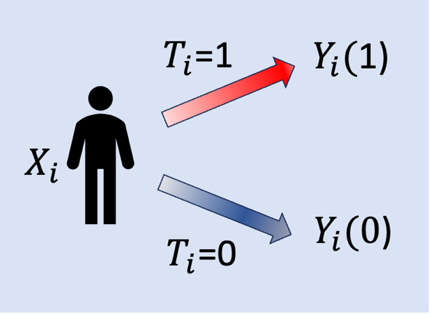 T_i=1
Y_i(1)
X_i
Y_i(0)
T_i=0